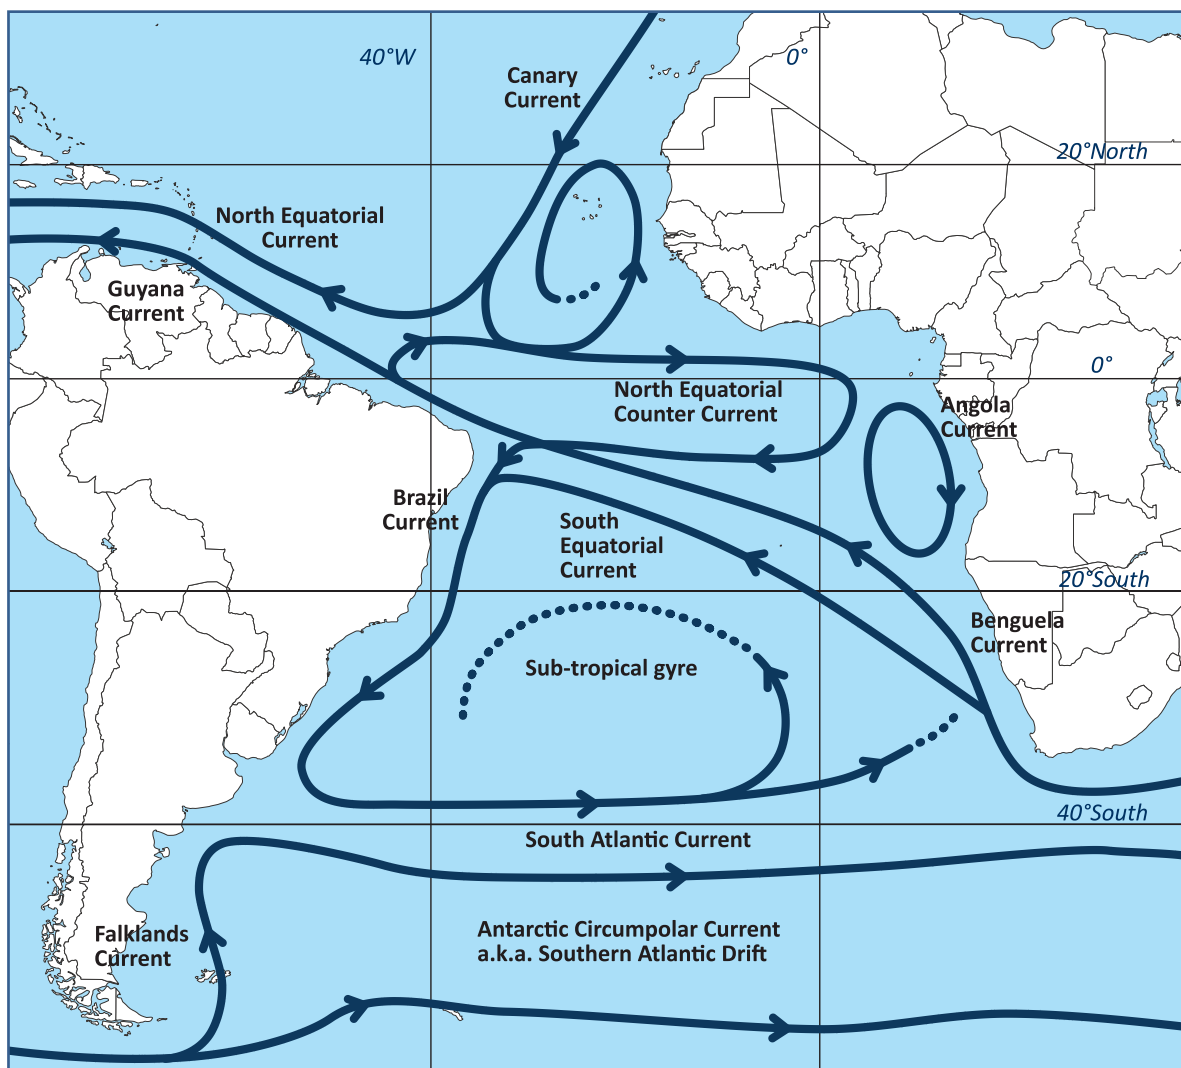 40°W
0°
Canary
Current
20°North
North Equatorial
Current
Guyana
Current
0°
North Equatorial
Counter Current
Angola
Current
Brazil
Current
South
Equatorial
Current
20°South
Benguela
Current
Sub-tropical gyre
40°South
South Atlantic Current
Falklands
Current
Antarctic Circumpolar Current
a.k.a. Southern Atlantic Drift